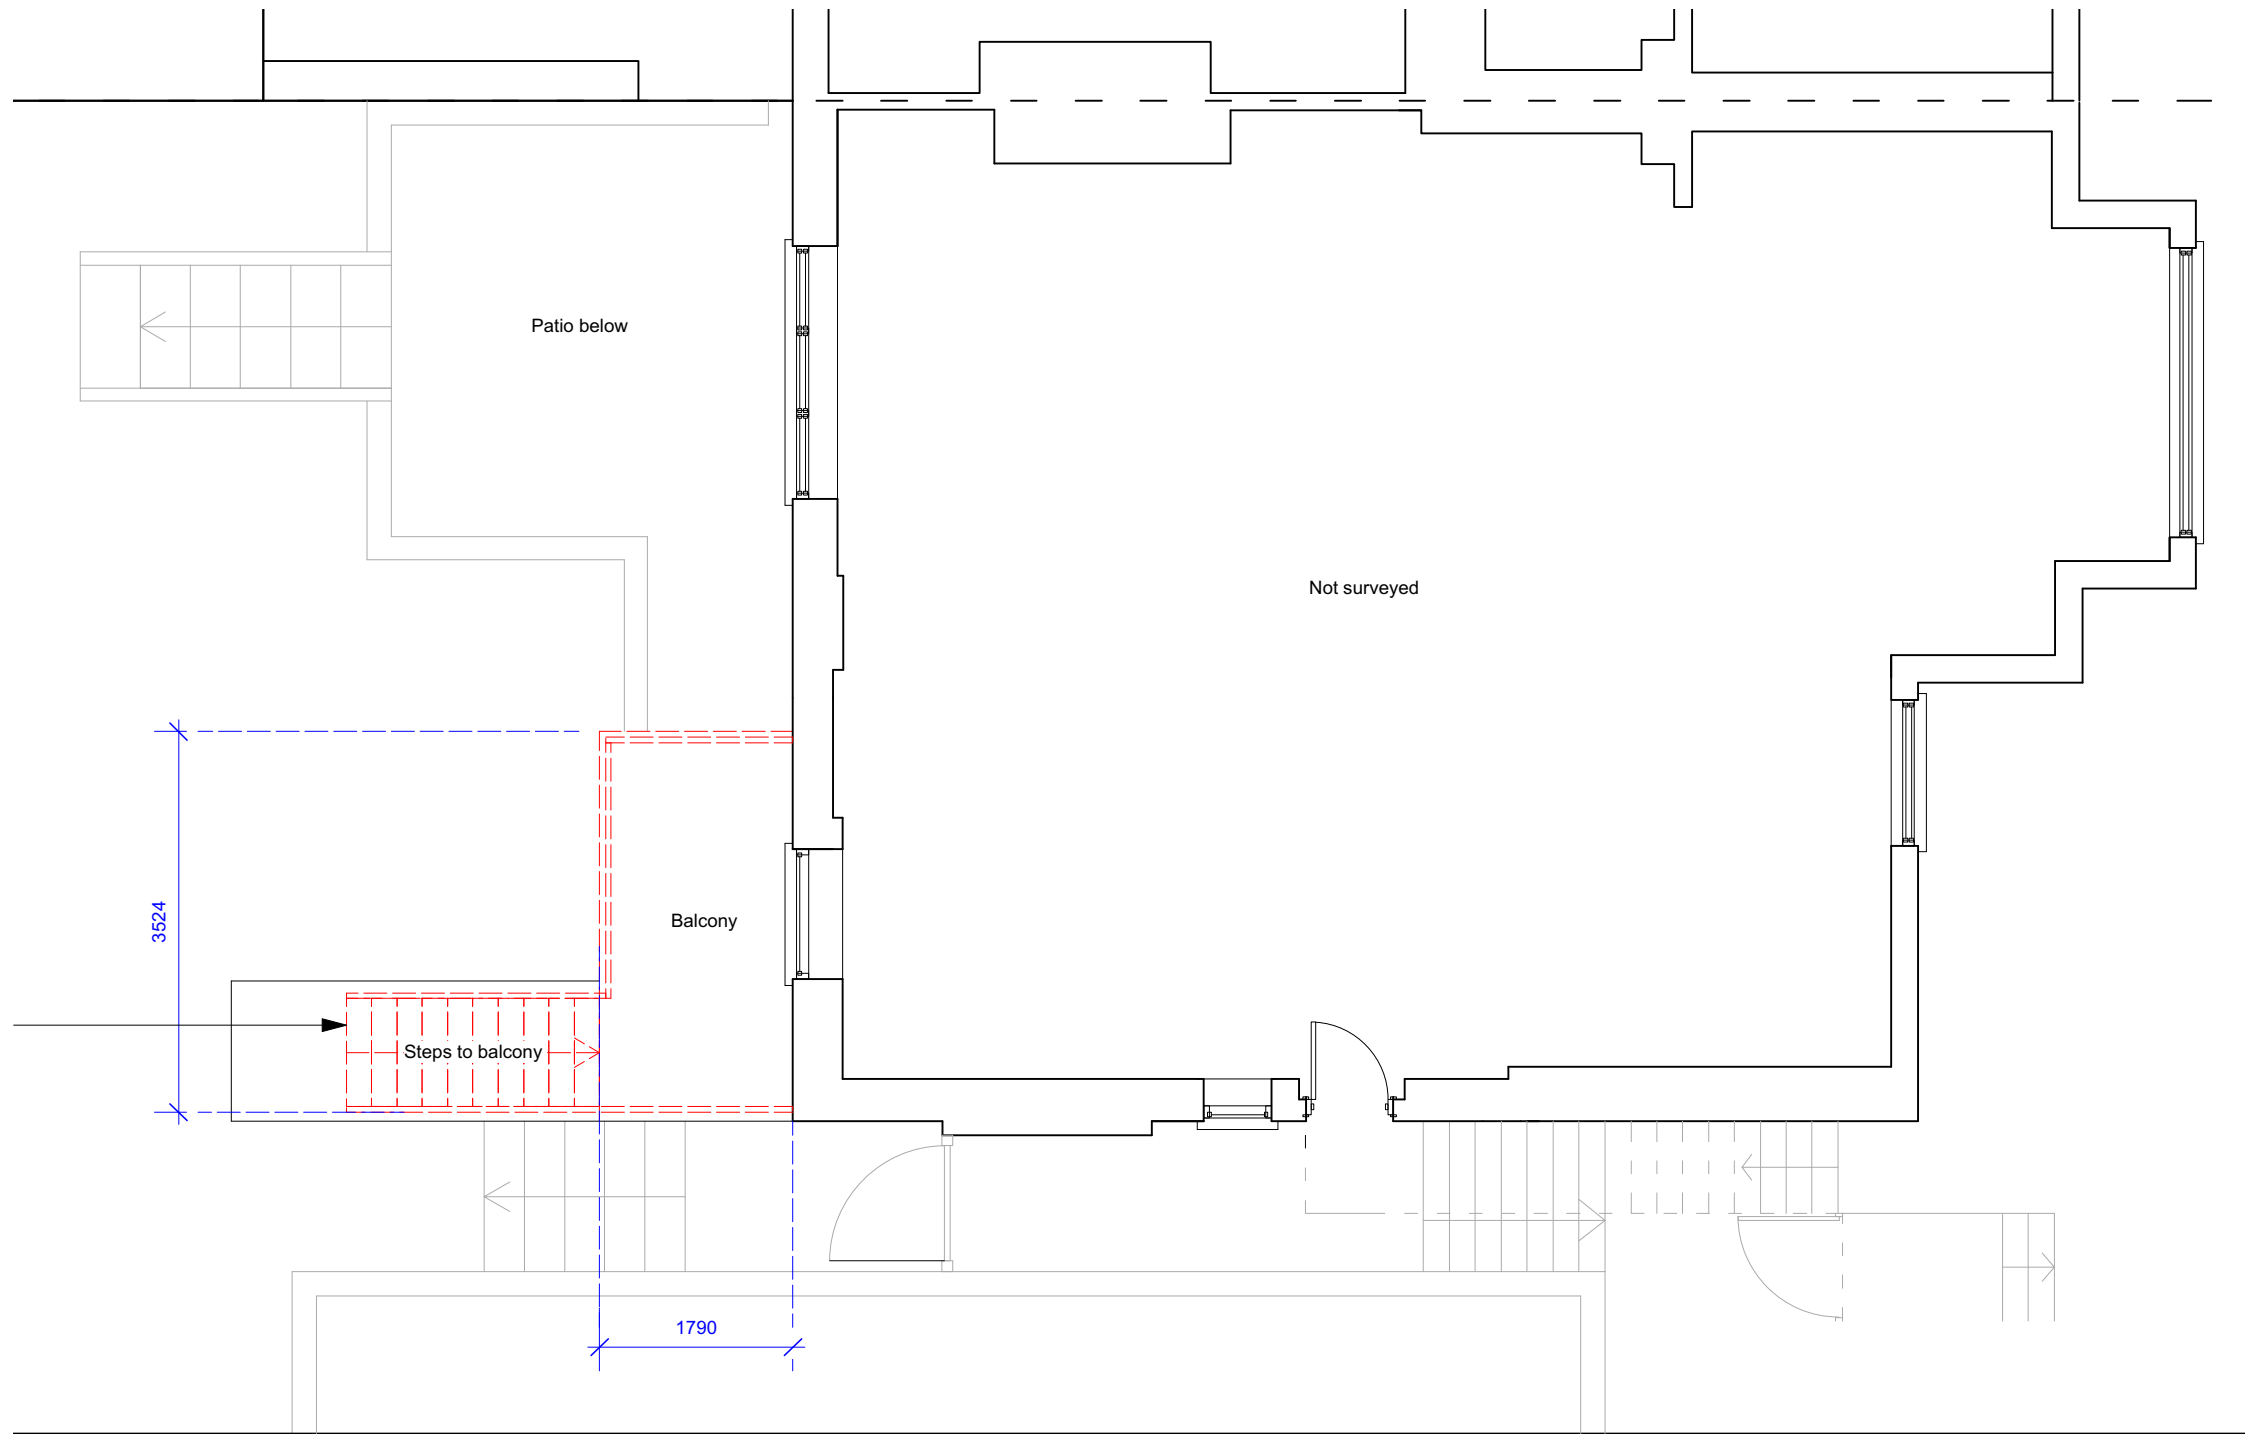 Patio below
Not surveyed
3524
Balcony
Steps to balcony
1790